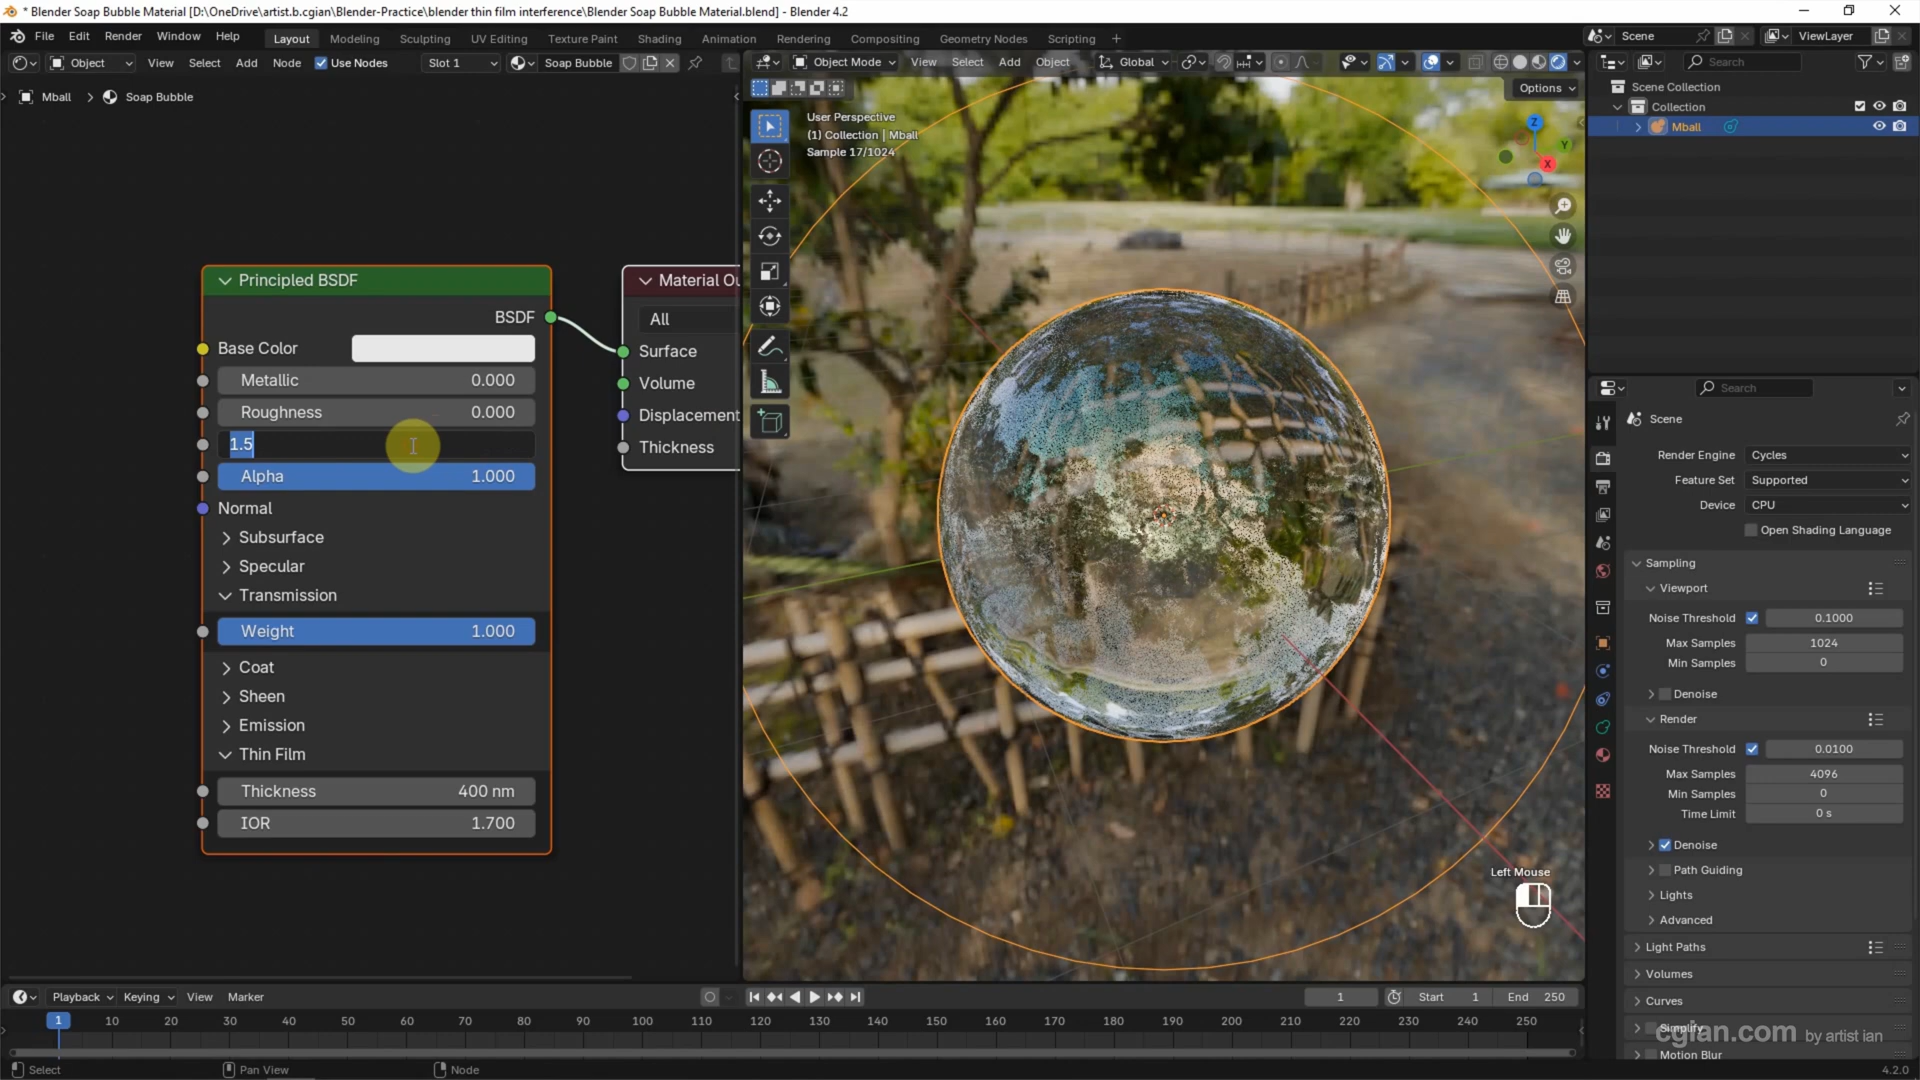 * Blender Soap Bubble Material [D:\OneDrive\artist.b.cgian\Blender-Practice\blender thin film interference\Blender Soap Bubble Material.blend] - Blender 4.2
File Edit Render Window Help Layout Modeling Sculpting UV Editing Texture Paint Shading Animation Rendering Compositing Geometry Nodes Scripting + Scene ViewLayer
Object View Select Add Node Use Nodes Slot 1 Soap Bubble
Object Mode View Select Add Object Global
Search
Mball > Soap Bubble
Options
User Perspective
(1) Collection | Mball
Sample 17/1024
Z
Y
X
Scene Collection
Collection
Mball
Principled BSDF
BSDF
Base Color
Metallic 0.000
Roughness 0.000
1.5
Alpha 1.000
Normal
Subsurface
Specular
Transmission
Weight 1.000
Coat
Sheen
Emission
Thin Film
Thickness 400 nm
IOR 1.700
Material Ou
All
Surface
Volume
Displacement
Thickness
Left Mouse
Search
Scene
Render Engine Cycles
Feature Set Supported
Device CPU
Open Shading Language
Sampling
Viewport
Noise Threshold 0.1000
Max Samples 1024
Min Samples 0
Denoise
Render
Noise Threshold 0.0100
Max Samples 4096
Min Samples 0
Time Limit 0 s
Denoise
Path Guiding
Lights
Advanced
Light Paths
Volumes
Curves
Simplify
Motion Blur
cgian.com by artist ian
Playback Keying View Marker 1 Start 1 End 250
1 10 20 30 40 50 60 70 80 90 100 110 120 130 140 150 160 170 180 190 200 210 220 230 240 250
Select Pan View Node 4.2.0